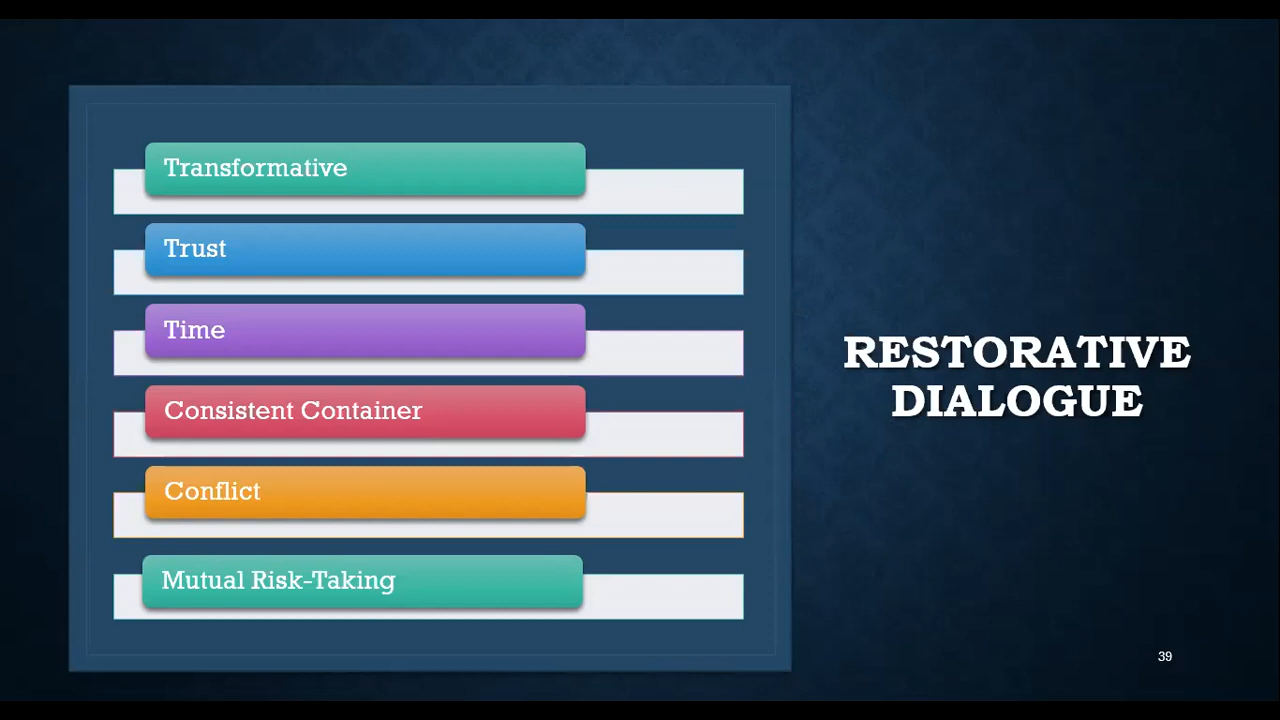 Transformative
Trust
Time
Consistent Container
Conflict
Mutual Risk-Taking
RESTORATIVE
DIALOGUE
39